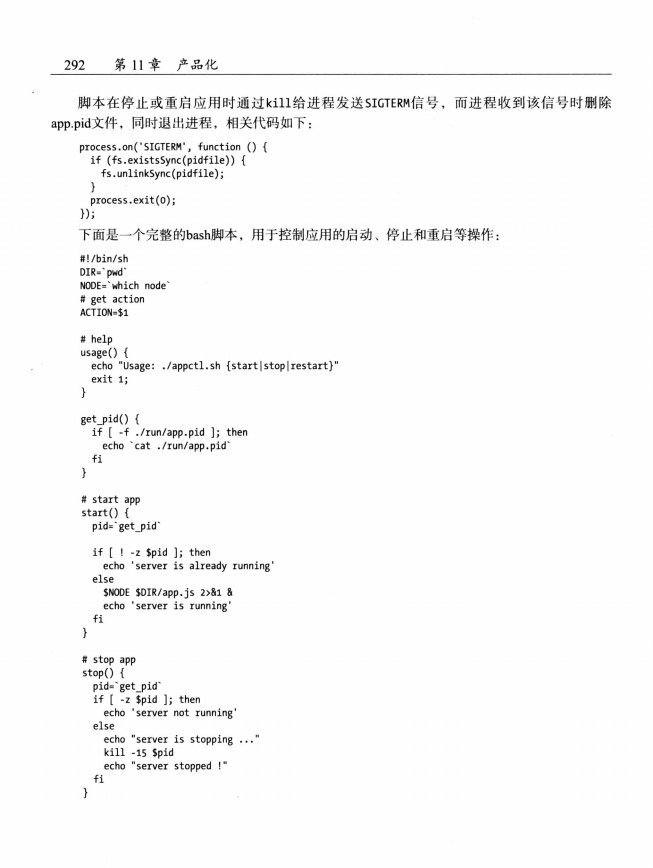 292 第 11 章 产品化
脚本在停止或重启应用时通过kill给进程发送SIGTERM信号，而进程收到该信号时删除
app.pid文件，同时退出进程，相关代码如下：
process.on('SIGTERM', function () {
if (fs.existsSync(pidfile)) {
fs.unlinkSync(pidfile);
}
process.exit(0);
});
下面是一个完整的bash脚本，用于控制应用的启动、停止和重启等操作：
#!/bin/sh
DIR=`pwd`
NODE=`which node`
# get action
ACTION=$1
# help
usage() {
echo "Usage: ./appctl.sh {start|stop|restart}"
exit 1;
}
get_pid() {
if [ -f ./run/app.pid ]; then
echo `cat ./run/app.pid`
fi
}
# start app
start() {
pid=`get_pid`
if [ ! -z $pid ]; then
echo 'server is already running'
else
$NODE $DIR/app.js 2>&1 &
echo 'server is running'
fi
}
# stop app
stop() {
pid=`get_pid`
if [ -z $pid ]; then
echo 'server not running'
else
echo "server is stopping ..."
kill -15 $pid
echo "server stopped !"
fi
}